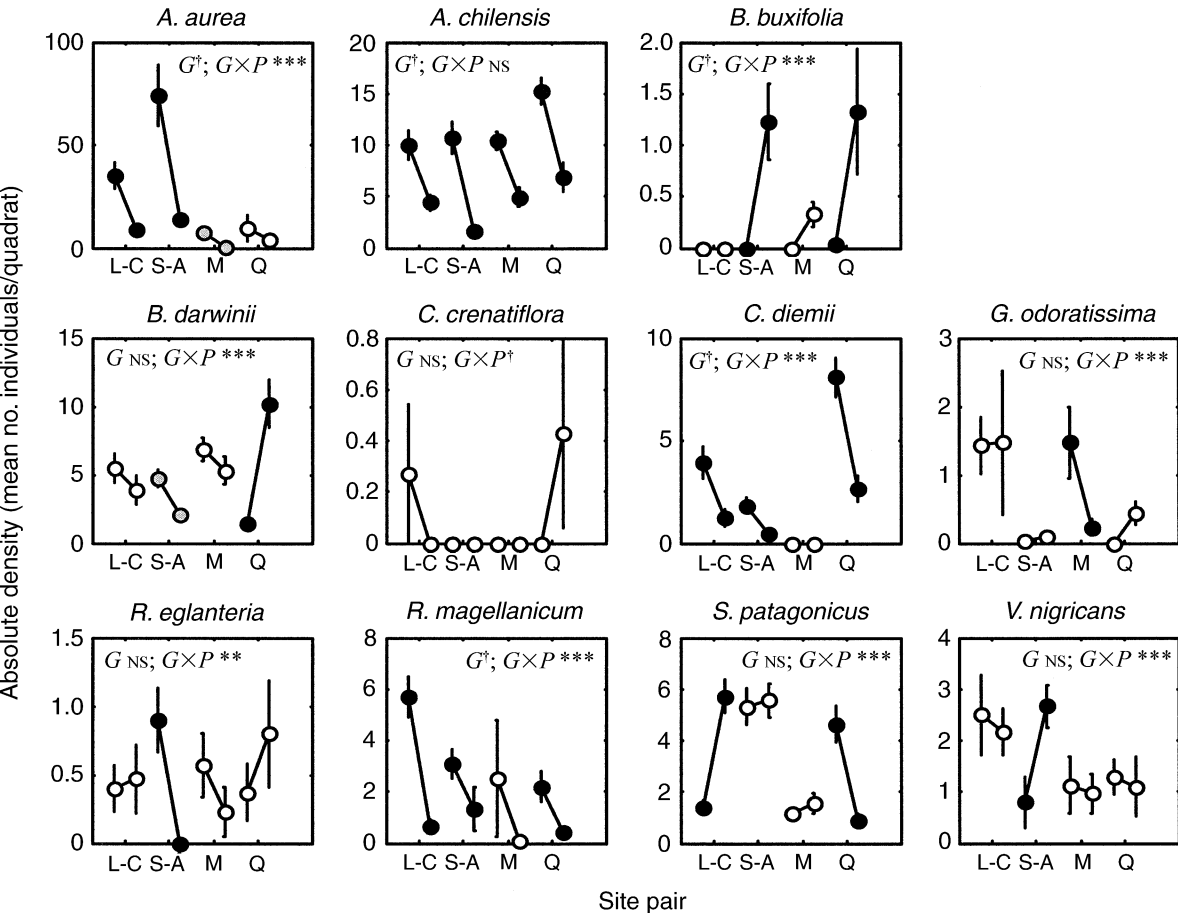 A. aurea
A. chilensis
B. buxifolia
100
50
0
G†; G×P ***
L-C S-A M Q
20
15
10
5
0
G†; G×P NS
L-C S-A M Q
2.0
1.5
1.0
0.5
0
G†; G×P ***
L-C S-A M Q
Absolute density (mean no. individuals/quadrat)
B. darwinii
C. crenatiflora
C. diemii
G. odoratissima
15
10
5
0
G NS; G×P ***
L-C S-A M Q
0.8
0.6
0.4
0.2
0
G NS; G×P†
L-C S-A M Q
10
5
0
G†; G×P ***
L-C S-A M Q
3
2
1
0
G NS; G×P ***
L-C S-A M Q
R. eglanteria
R. magellanicum
S. patagonicus
V. nigricans
1.5
1.0
0.5
0
G NS; G×P **
L-C S-A M Q
8
6
4
2
0
G†; G×P ***
L-C S-A M Q
8
6
4
2
0
G NS; G×P ***
L-C S-A M Q
4
3
2
1
0
G NS; G×P ***
L-C S-A M Q
Site pair